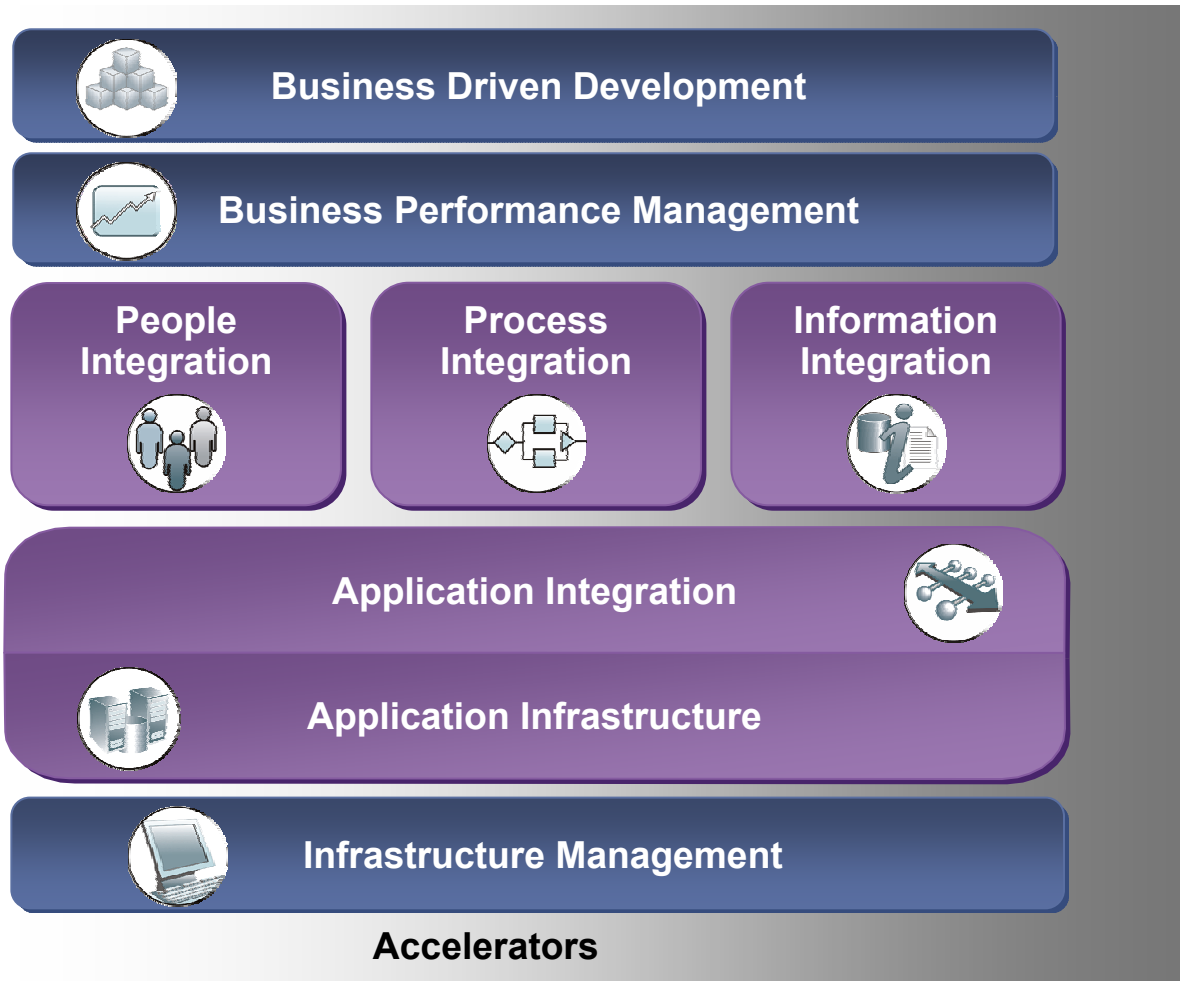 Business Driven Development
Business Performance Management
People
Integration
Process
Integration
Information
Integration
Application Integration
Application Infrastructure
Infrastructure Management
Accelerators